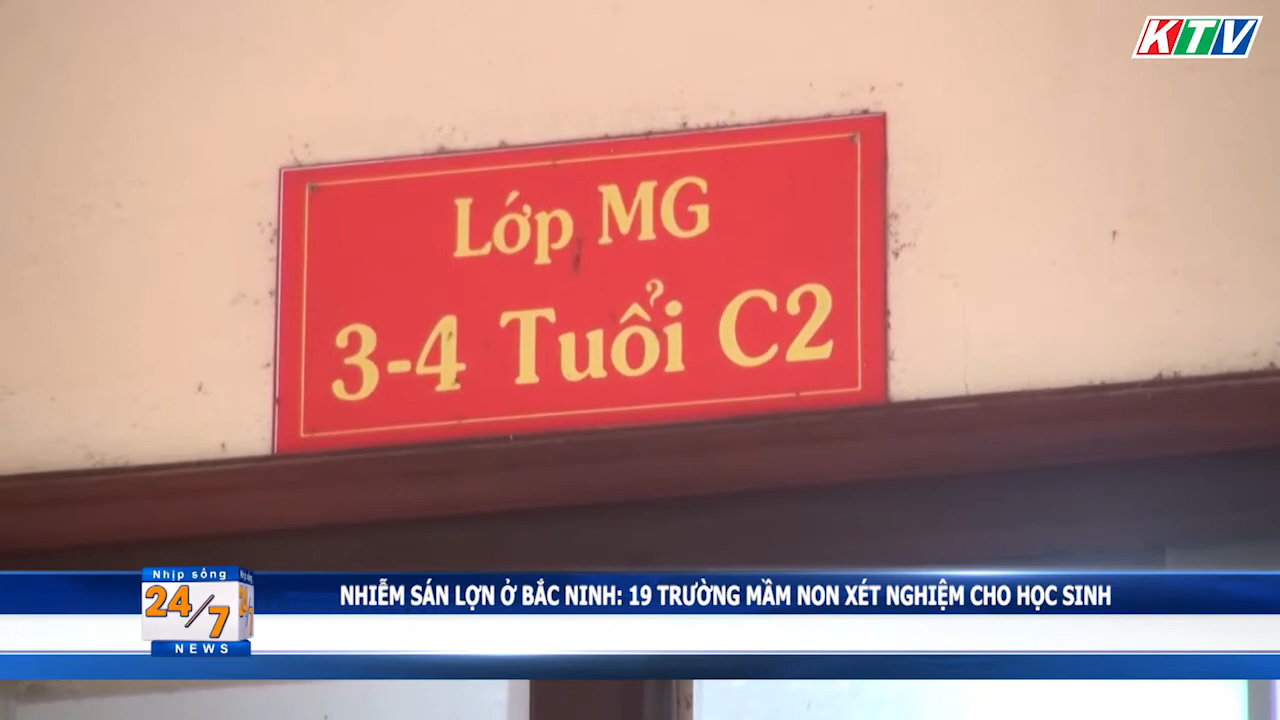 KTV
Lớp MG
3-4 Tuổi C2
Nhịp sống
24/7
NEWS
NHIỄM SÁN LỢN Ở BẮC NINH: 19 TRƯỜNG MẦM NON XÉT NGHIỆM CHO HỌC SINH